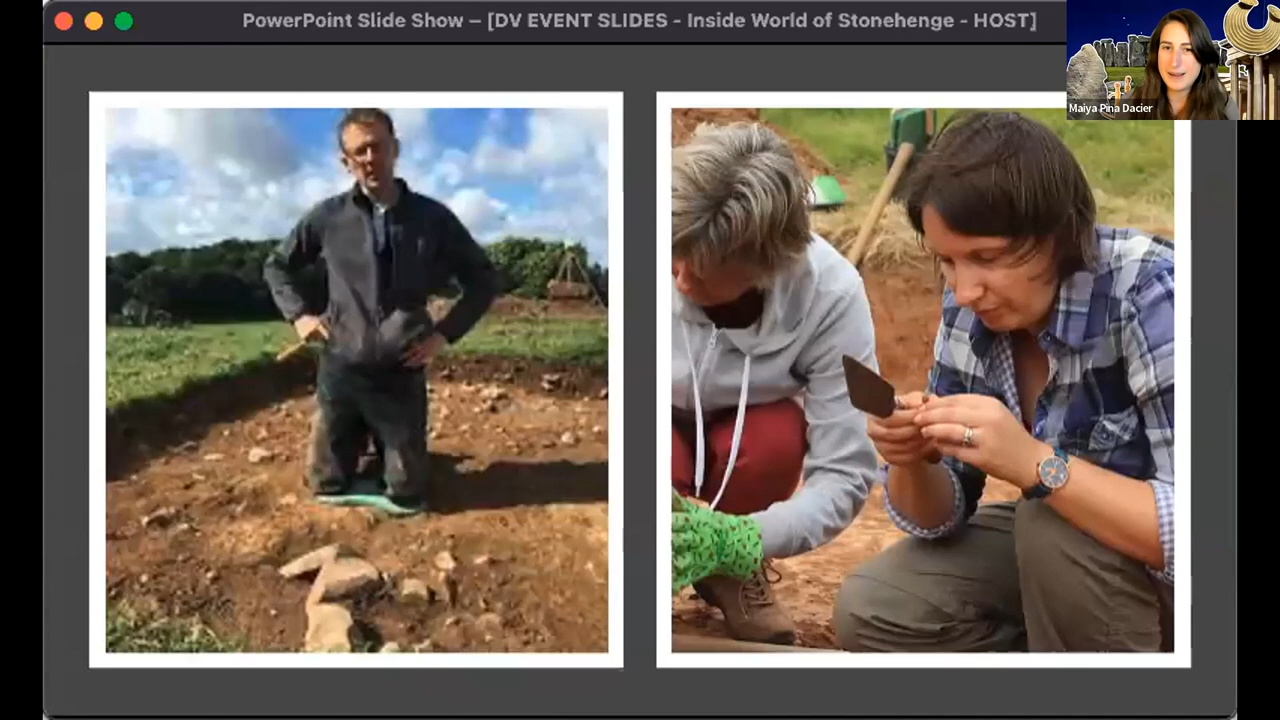 PowerPoint Slide Show – [DV EVENT SLIDES - Inside World of Stonehenge - HOST]
Maiya Pina Dacier